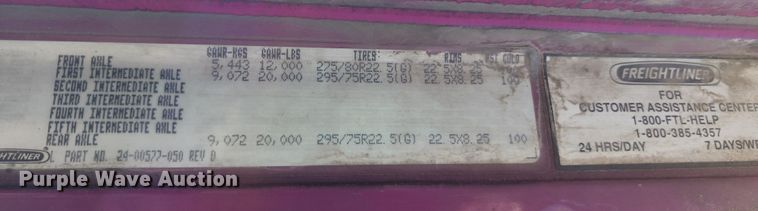 GAWR-KGS GAWR-LBS TIRES: RIMS PSI COLD
FRONT AXLE 5,443 12,000 275/80R22.5(G) 22.5X8.25
FIRST INTERMEDIATE AXLE 9,072 20,000 295/75R22.5(G) 22.5X8.25 100
SECOND INTERMEDIATE AXLE
THIRD INTERMEDIATE AXLE
FOURTH INTERMEDIATE AXLE
FIFTH INTERMEDIATE AXLE
REAR AXLE 9,072 20,000 295/75R22.5(G) 22.5X8.25 100
FREIGHTLINER PART NO. 24-00577-050 REV D
FREIGHTLINER
FOR
CUSTOMER ASSISTANCE CENTER
1-800-FTL-HELP
1-800-385-4357
24 HRS/DAY 7 DAYS/WE
Purple Wave Auction